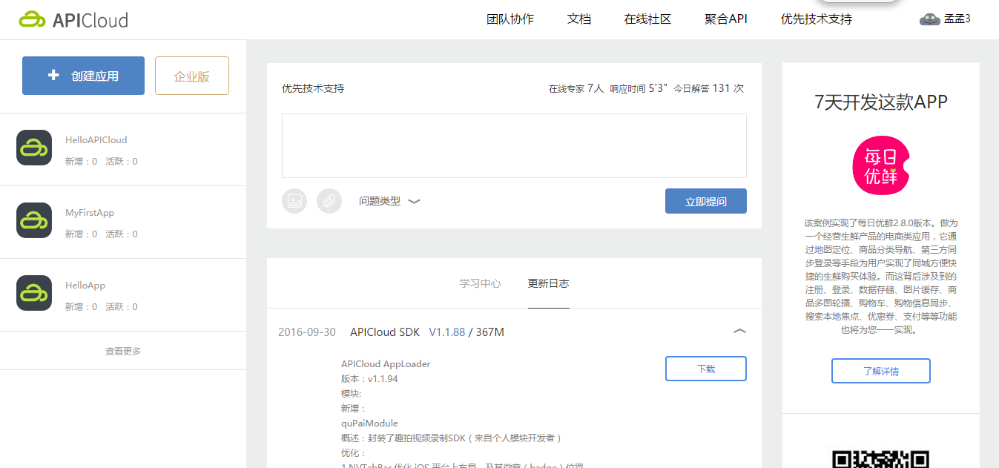 APICloud
团队协作 文档 在线社区 聚合API 优先技术支持 孟孟3
创建应用 企业版
HelloAPICloud
新增：0 活跃：0
MyFirstApp
新增：0 活跃：0
HelloApp
新增：0 活跃：0
查看更多
优先技术支持 在线专家 7人 响应时间 5'3" 今日解答 131 次
问题类型 立即提问
学习中心 更新日志
2016-09-30 APICloud SDK V1.1.88 / 367M
APICloud AppLoader 下载
版本：v1.1.94
模块:
新增：
quPaiModule
概述：封装了趣拍视频录制SDK（来自个人模块开发者）
优化：
1.NVTabBar 优化 iOS 平台上布局，及其徽章（badge）位置
7天开发这款APP
每日
优鲜
该案例实现了每日优鲜2.8.0版本。做为
一个经营生鲜产品的电商类应用，它通
过地图定位、商品分类导航、第三方同
步登录等手段为用户实现了同城方便快
捷的生鲜购买体验。而这背后涉及到的
注册、登录、数据存储、图片缓存、商
品多图轮播、购物车、购物信息同步、
搜索本地焦点、优惠券、支付等等功能
也将为您一一实现。
了解详情